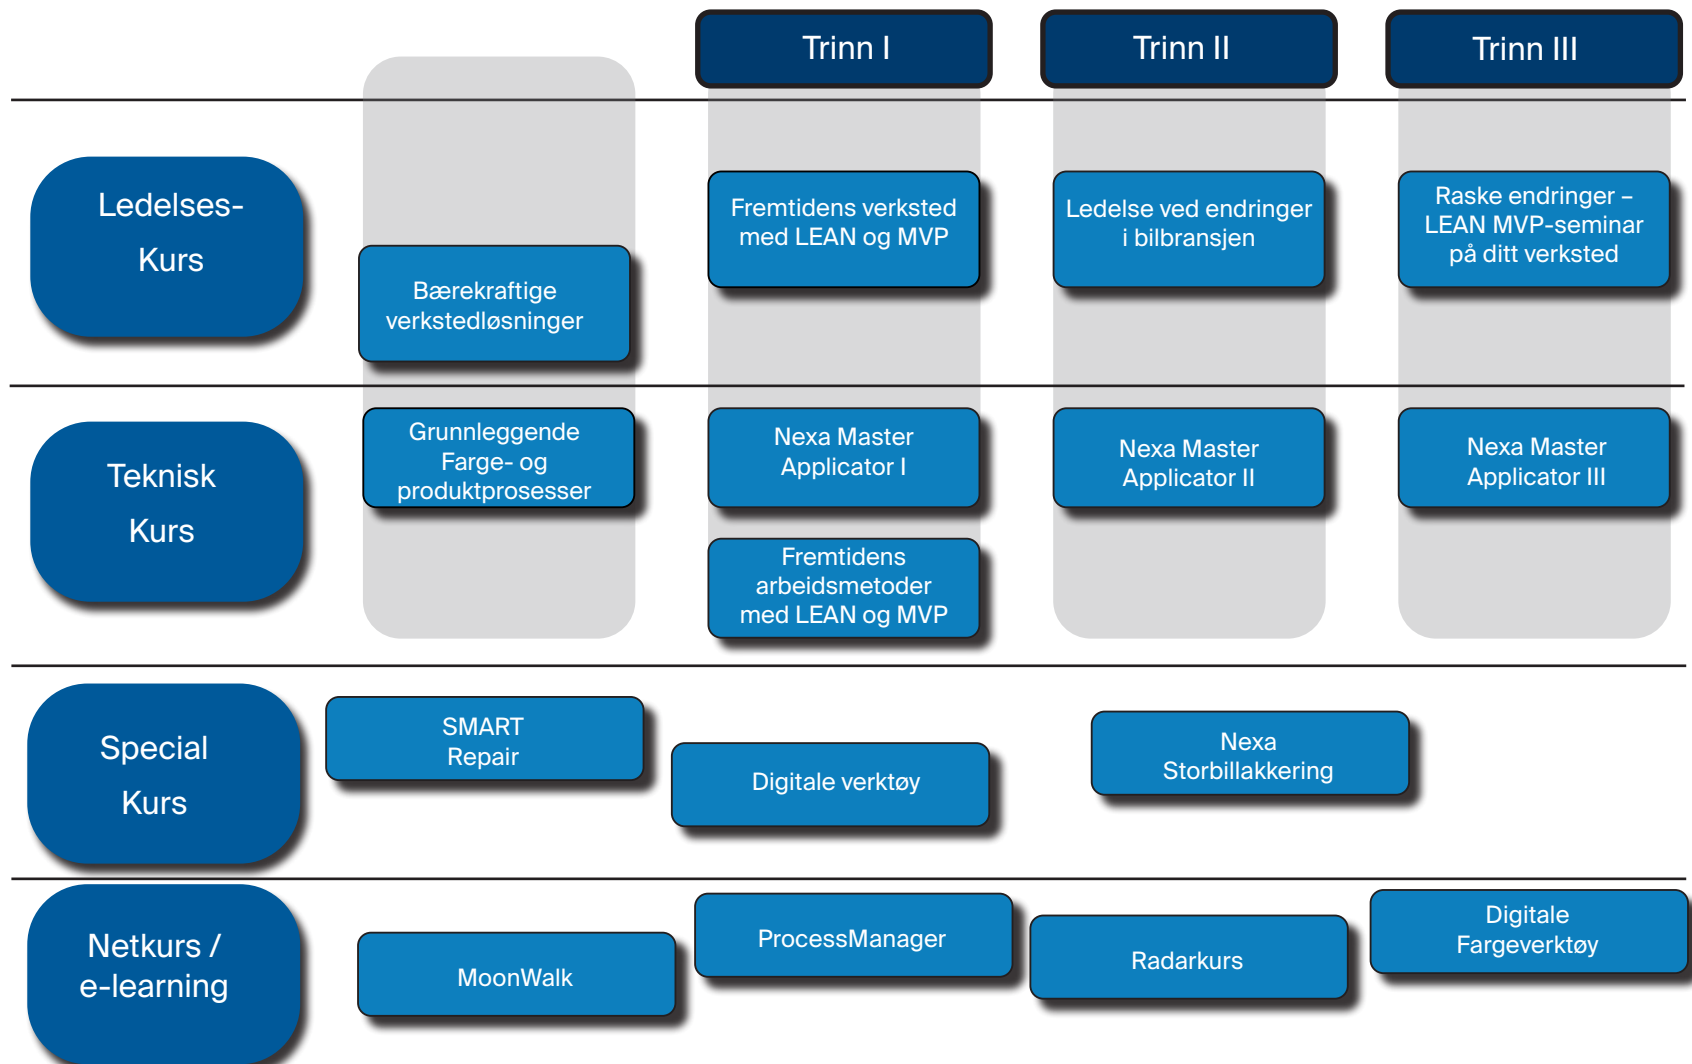 Trinn I
Trinn II
Trinn III
Ledelses-
Kurs
Bærekraftige
verkstedløsninger
Fremtidens verksted
med LEAN og MVP
Ledelse ved endringer
i bilbransjen
Raske endringer –
LEAN MVP-seminar
på ditt verksted
Teknisk
Kurs
Grunnleggende
Farge- og
produktprosesser
Nexa Master
Applicator I
Nexa Master
Applicator II
Nexa Master
Applicator III
Fremtidens
arbeidsmetoder
med LEAN og MVP
Special
Kurs
SMART
Repair
Digitale verktøy
Nexa
Storbillakkering
Netkurs /
e-learning
MoonWalk
ProcessManager
Radarkurs
Digitale
Fargeverktøy